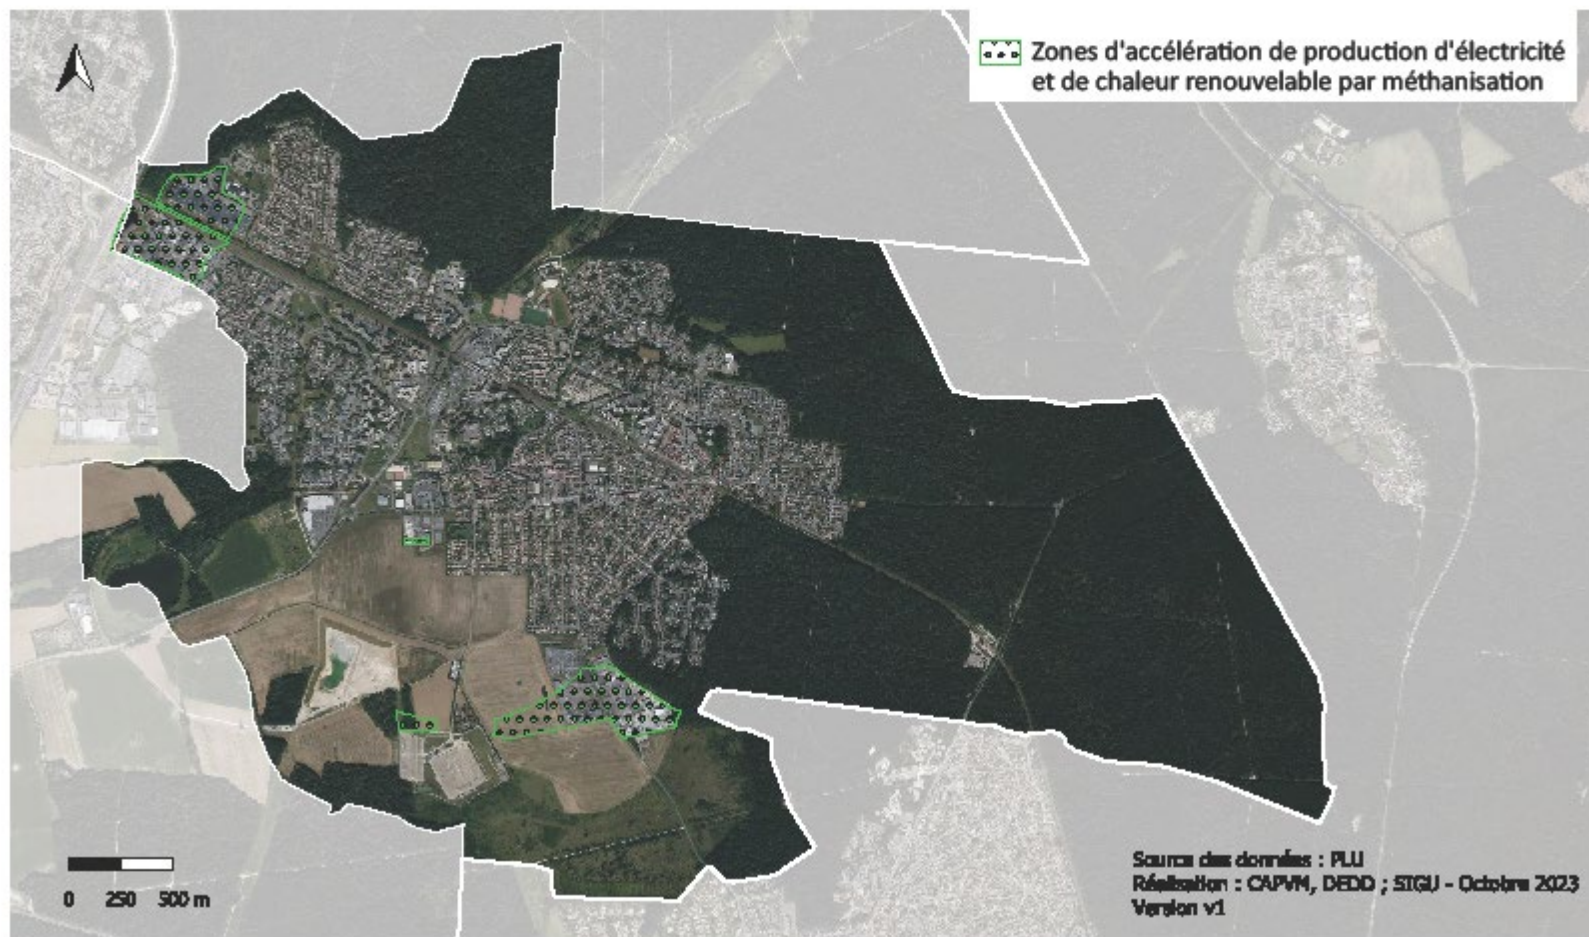 Zones d'accélération de production d'électricité
et de chaleur renouvelable par méthanisation
0 250 500 m
Source des données : PLU
Réalisation : CAPVM, DEDD ; SIGU - Octobre 2023
Version v1